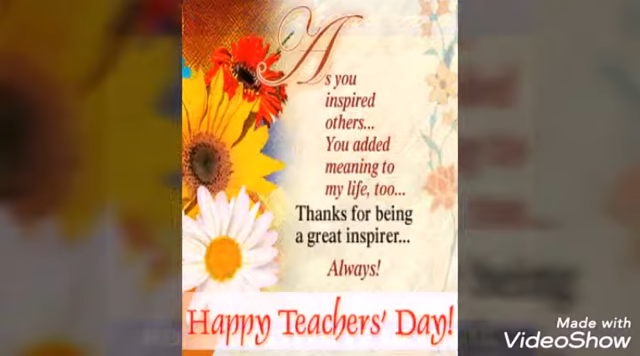 As you
inspired
others...
You added
meaning to
my life, too...
Thanks for being
a great inspirer...
Always!
Happy Teachers' Day!
Made with
VideoShow